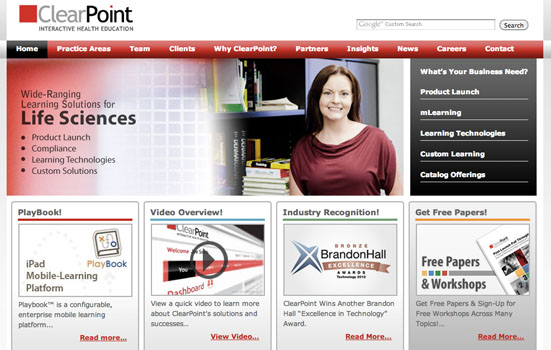 ClearPoint
INTERACTIVE HEALTH EDUCATION
Google Custom Search
Search
Home
Practice Areas
Team
Clients
Why ClearPoint?
Partners
Insights
News
Careers
Contact
Wide-Ranging
Learning Solutions for
Life Sciences
• Product Launch
• Compliance
• Learning Technologies
• Custom Solutions
What's Your Business Need?
Product Launch
mLearning
Learning Technologies
Custom Learning
Catalog Offerings
PlayBook!
iPad
Mobile-Learning
Platform
PlayBook
Playbook™ is a configurable,
enterprise mobile learning
platform...
Read more...
Video Overview!
ClearPoint
Welcome
You
Dashboard
View a quick video to learn more
about ClearPoint's solutions and
successes...
View Video...
Industry Recognition!
BRONZE
BrandonHall
EXCELLENCE
AWARDS
Technology 2012
ClearPoint Wins Another Brandon
Hall "Excellence in Technology"
Award.
Read More...
Get Free Papers!
Free Papers
& Workshops
Get Free Papers & Sign-Up for
Free Workshops Across Many
Topics!...
Read More...